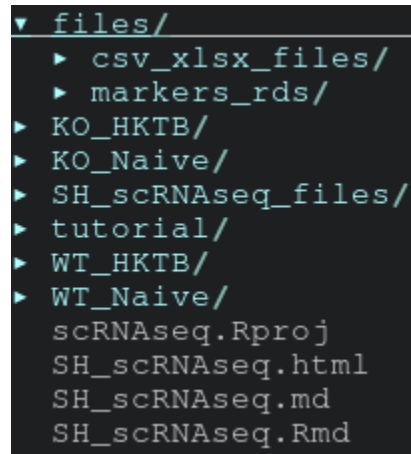 ▾ files/
▸ csv_xlsx_files/
▸ markers_rds/
▸ KO_HKTB/
▸ KO_Naive/
▸ SH_scRNAseq_files/
▸ tutorial/
▸ WT_HKTB/
▸ WT_Naive/
scRNAseq.Rproj
SH_scRNAseq.html
SH_scRNAseq.md
SH_scRNAseq.Rmd